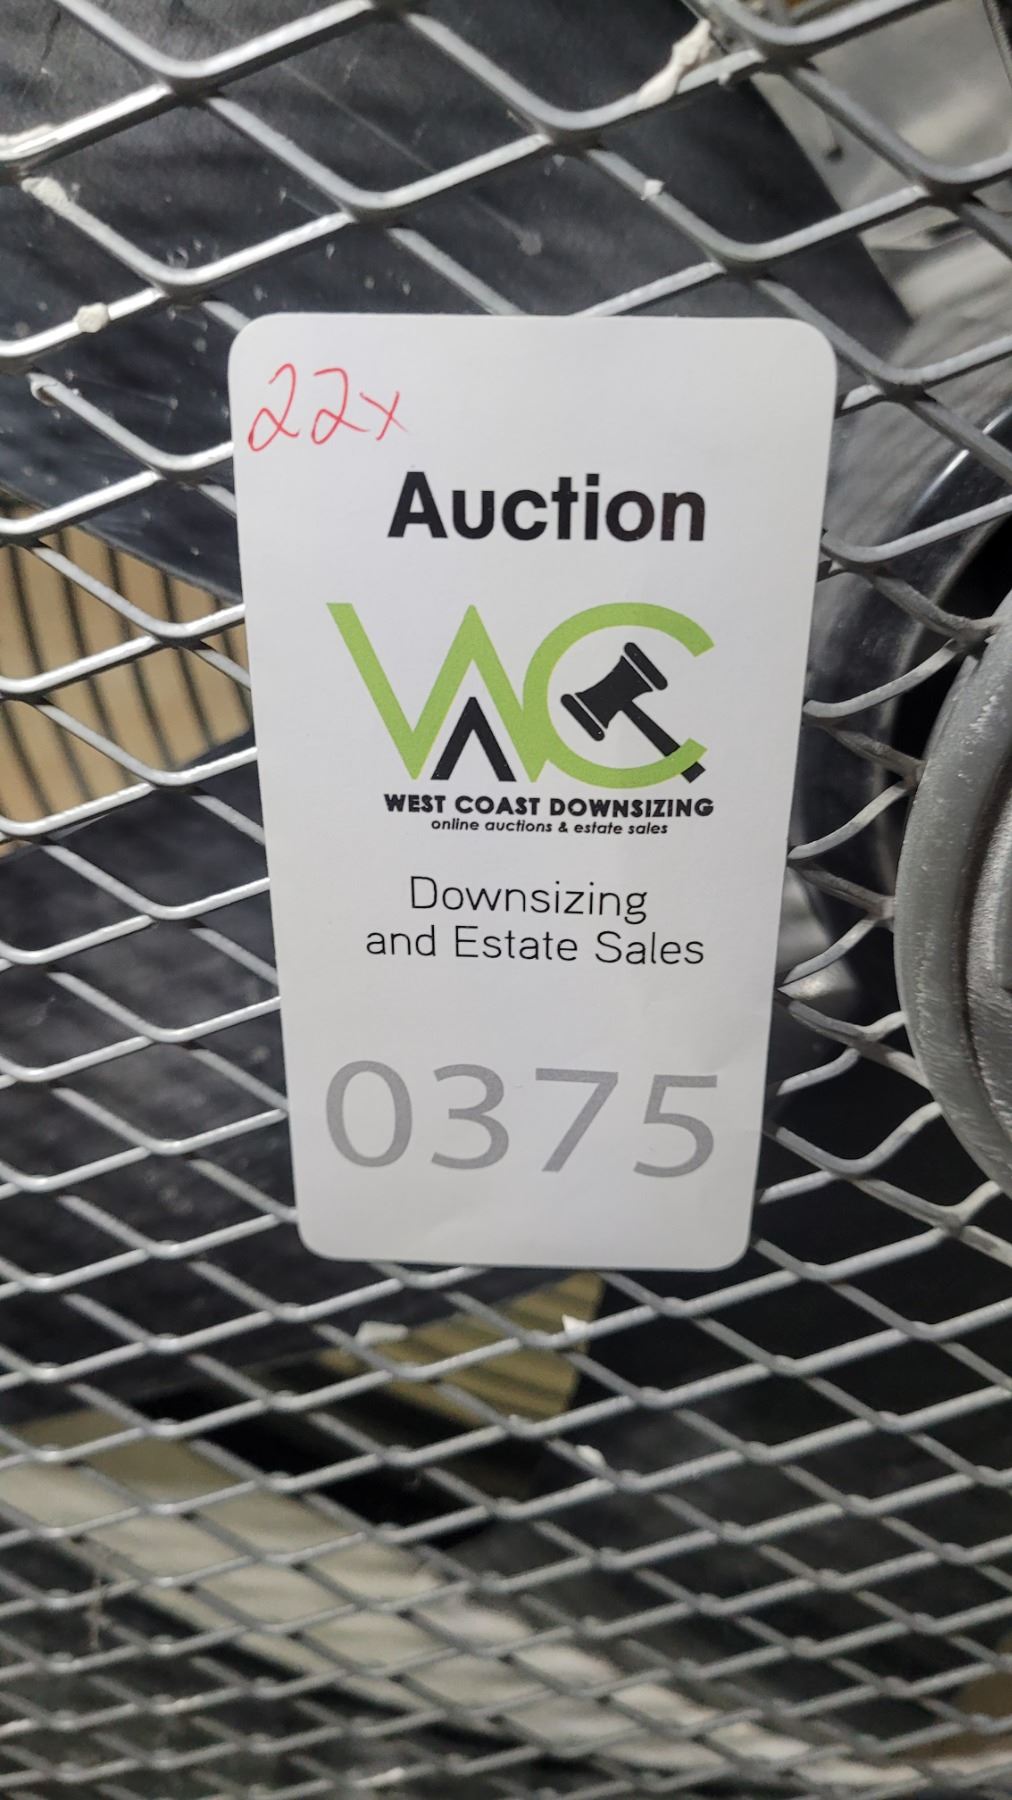 22x
Auction
WC
WEST COAST DOWNSIZING
online auctions & estate sales
Downsizing
and Estate Sales
0375